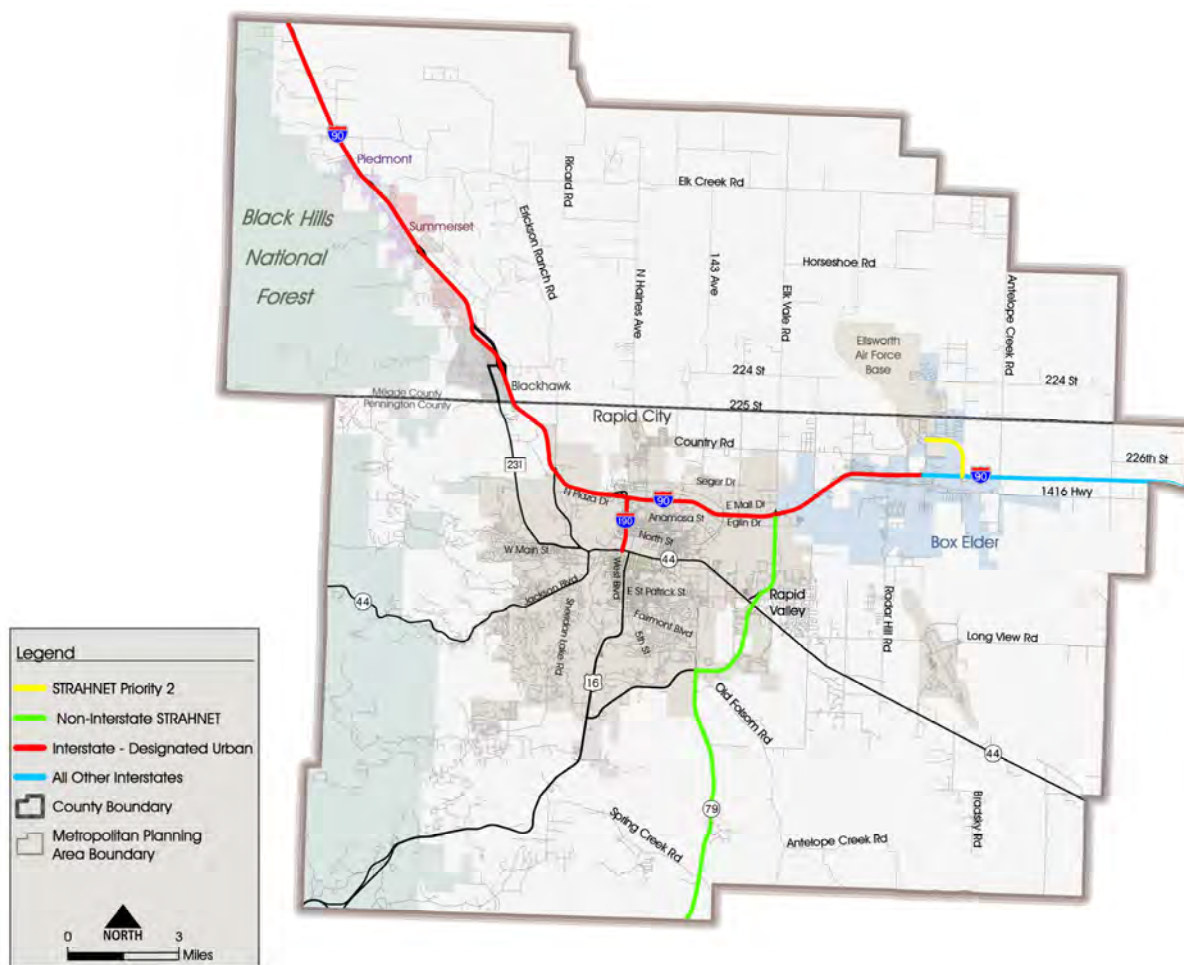 90
Piedmont
Summerset
Black Hills
National
Forest
Ricard Rd
Erickson Ranch Rd
Elk Creek Rd
N Haines Ave
143 Ave
Elk Vale Rd
Horseshoe Rd
Antelope Creek Rd
Ellsworth
Air Force
Base
224 St
224 St
225 St
Blackhawk
Meade County
Pennington County
Rapid City
Country Rd
231
Seger Dr
226th St
90
1416 Hwy
N Plaza Dr
90
E Mall Dr
190
Anamosa St
Eglin Dr
North St
Box Elder
W Main St
44
West Blvd
Jackson Blvd
44
E St Patrick St
Rapid
Valley
Sheridan Lake Rd
Fairmont Blvd
5th St
Radar Hill Rd
Long View Rd
16
Old Folsom Rd
44
79
Spring Creek Rd
Antelope Creek Rd
Bradsky Rd
Legend
STRAHNET Priority 2
Non-Interstate STRAHNET
Interstate - Designated Urban
All Other Interstates
County Boundary
Metropolitan Planning
Area Boundary
0
NORTH
3
Miles